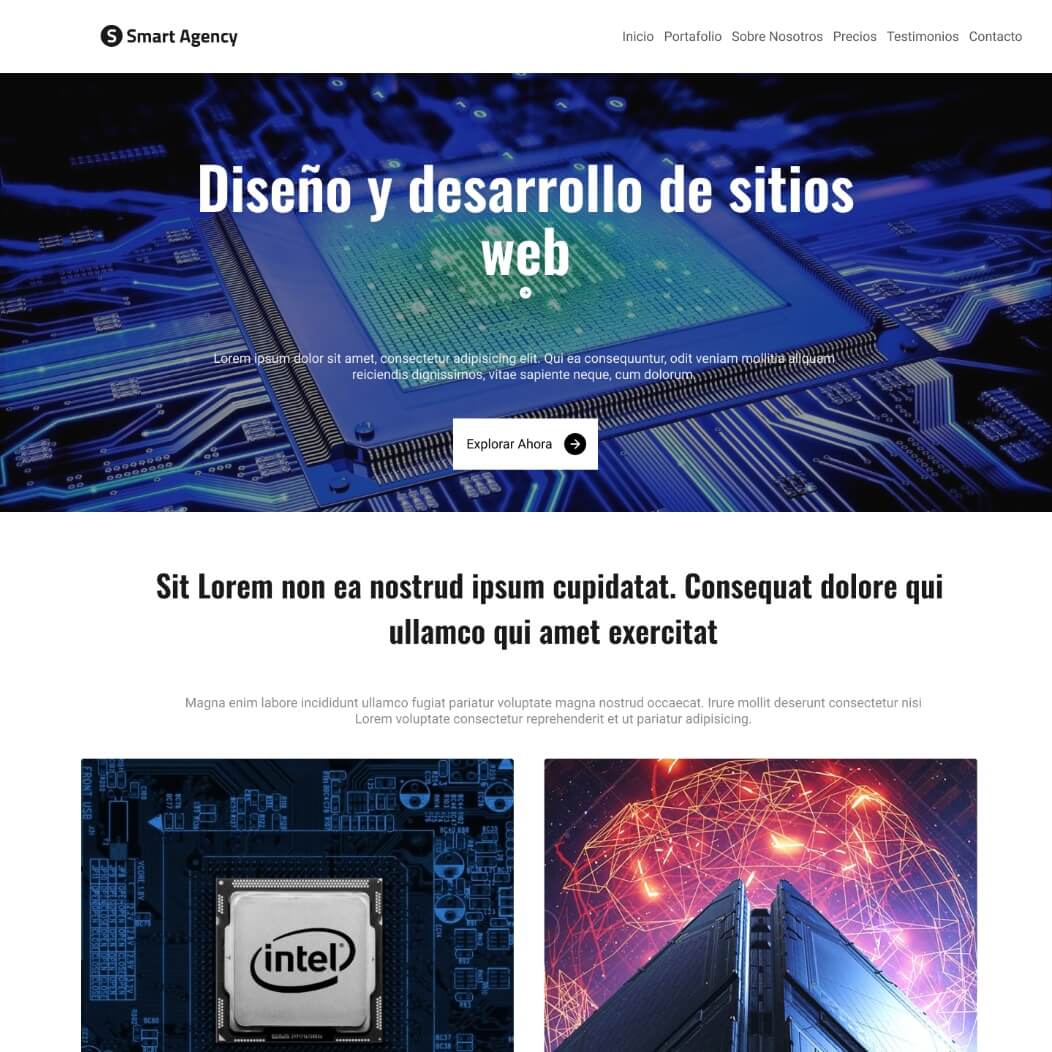 S Smart Agency
Inicio Portafolio Sobre Nosotros Precios Testimonios Contacto
Diseño y desarrollo de sitios
web
Lorem ipsum dolor sit amet, consectetur adipisicing elit. Qui ea consequuntur, odit veniam mollitia aliquem
reiciendis dignissimos, vitae sapiente neque, cum dolorum.
Explorar Ahora
Sit Lorem non ea nostrud ipsum cupidatat. Consequat dolore qui
ullamco qui amet exercitat
Magna enim labore incididunt ullamco fugiat pariatur voluptate magna nostrud occaecat. Irure mollit deserunt consectetur nisi
Lorem voluptate consectetur reprehenderit et ut pariatur adipisicing.
FRONT USB
intel